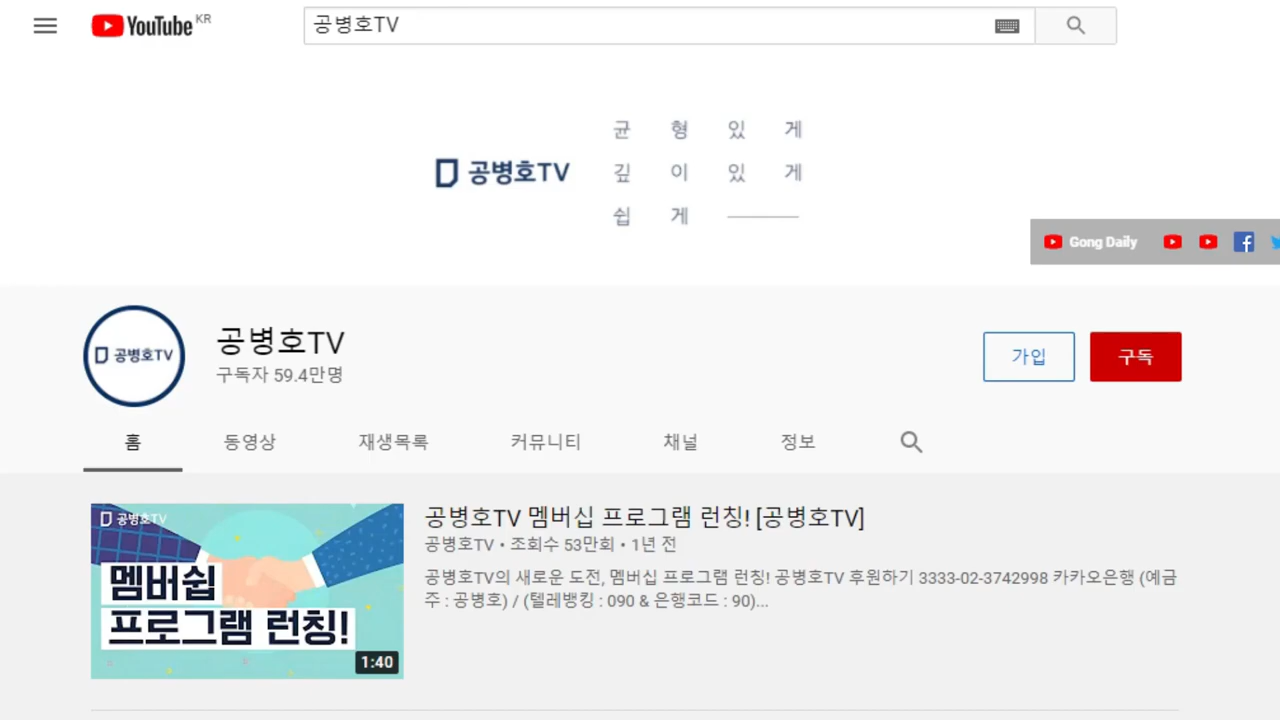 YouTube KR
공병호TV
균 형 있 게
공병호TV
깊 이 있 게
쉽 게
Gong Daily
공병호TV
공병호TV
구독자 59.4만명
가입
구독
홈 동영상 재생목록 커뮤니티 채널 정보
공병호TV
멤버쉽
프로그램 런칭!
1:40
공병호TV 멤버십 프로그램 런칭! [공병호TV]
공병호TV • 조회수 53만회 • 1년 전
공병호TV의 새로운 도전, 멤버십 프로그램 런칭! 공병호TV 후원하기 3333-02-3742998 카카오은행 (예금
주 : 공병호) / (텔레뱅킹 : 090 & 은행코드 : 90)...